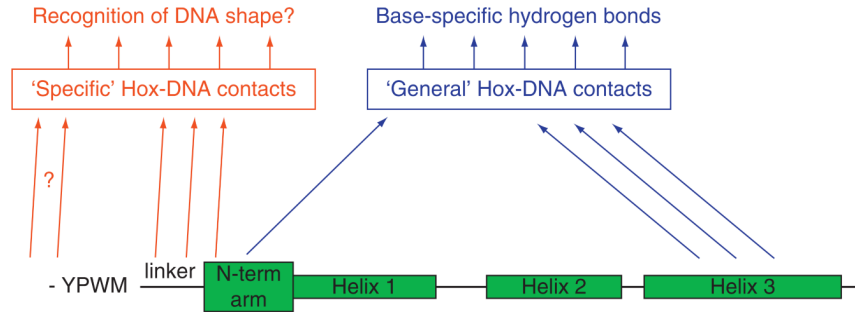 Recognition of DNA shape?
Base-specific hydrogen bonds
‘Specific’ Hox-DNA contacts
‘General’ Hox-DNA contacts
?
- YPWM
linker
N-term
arm
Helix 1
Helix 2
Helix 3